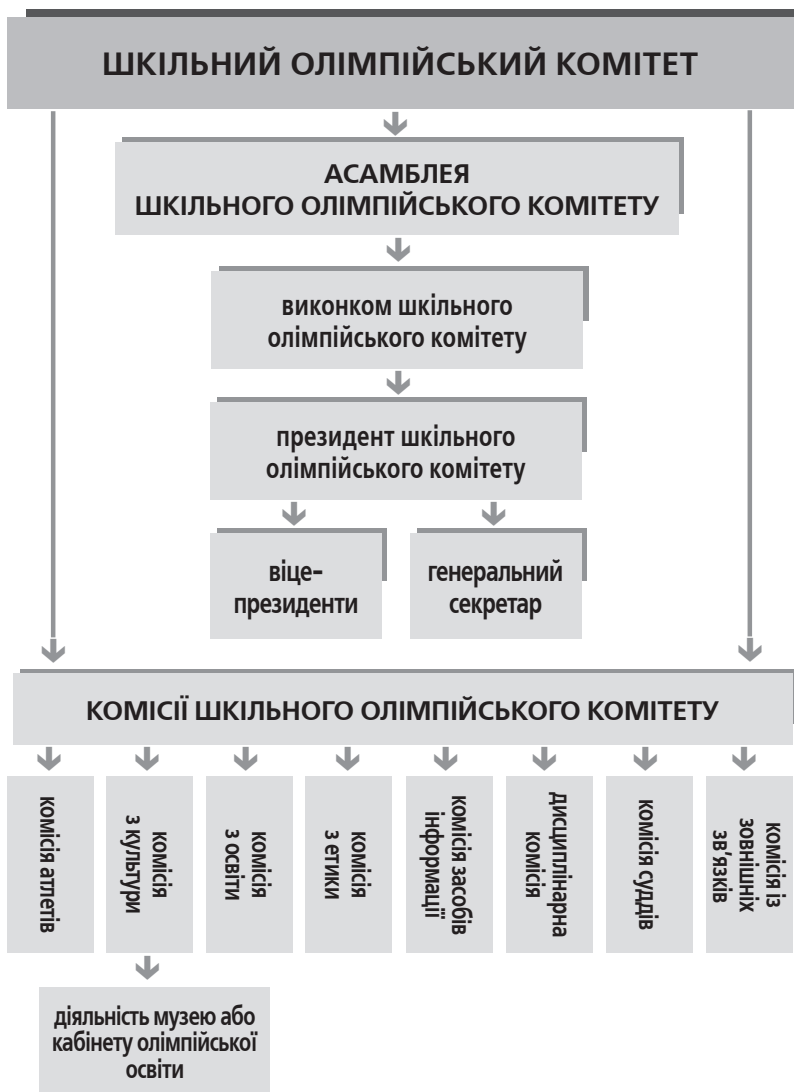 ШКІЛЬНИЙ ОЛІМПІЙСЬКИЙ КОМІТЕТ
АСАМБЛЕЯ
ШКІЛЬНОГО ОЛІМПІЙСЬКОГО КОМІТЕТУ
виконком шкільного
олімпійського комітету
президент шкільного
олімпійського комітету
віце-
президенти
генеральний
секретар
КОМІСІЇ ШКІЛЬНОГО ОЛІМПІЙСЬКОГО КОМІТЕТУ
комісія атлетів
комісія
з культури
комісія
з освіти
комісія
з етики
комісія засобів
інформації
дисциплінарна
комісія
комісія суддів
комісія із
зовнішніх
зв’язків
діяльність музею або
кабінету олімпійської
освіти